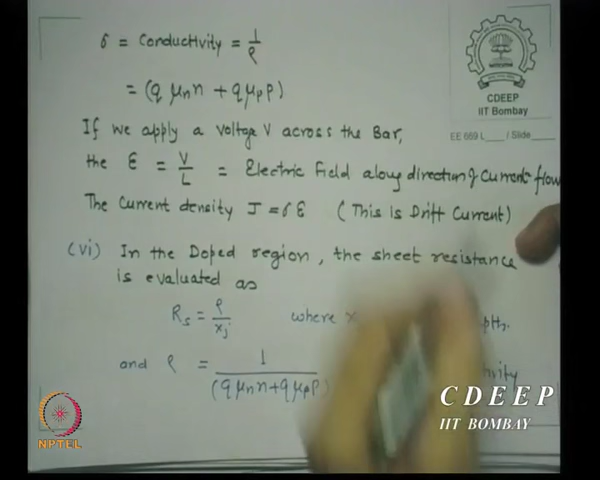 σ = Conductivity = 1/ρ
= (q μn n + q μp p)
If we apply a voltage V across the Bar,
the ε = V/L = Electric Field along direction of current flow
The Current density J = σ ε (This is Drift Current)
(vi) In the Doped region, the sheet resistance
is evaluated as
Rs = ρ/xj where x
and ρ = 1/(q μn n + q μp p)
CDEEP
IIT Bombay
EE 669 L___ / Slide___
NPTEL
CDEEP
IIT BOMBAY